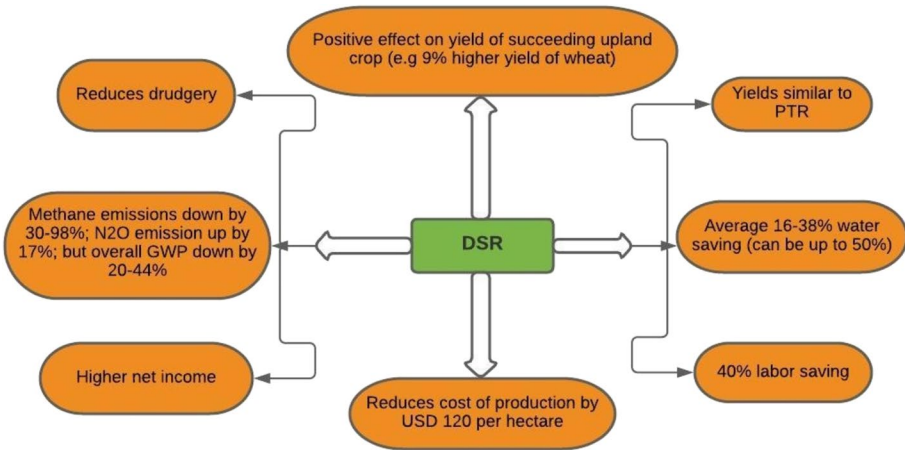 Positive effect on yield of succeeding upland
crop (e.g 9% higher yield of wheat)
Reduces drudgery
Yields similar to
PTR
Methane emissions down by
30-98%; N2O emission up by
17%; but overall GWP down by
20-44%
DSR
Average 16-38% water
saving (can be up to 50%)
Higher net income
40% labor saving
Reduces cost of production by
USD 120 per hectare